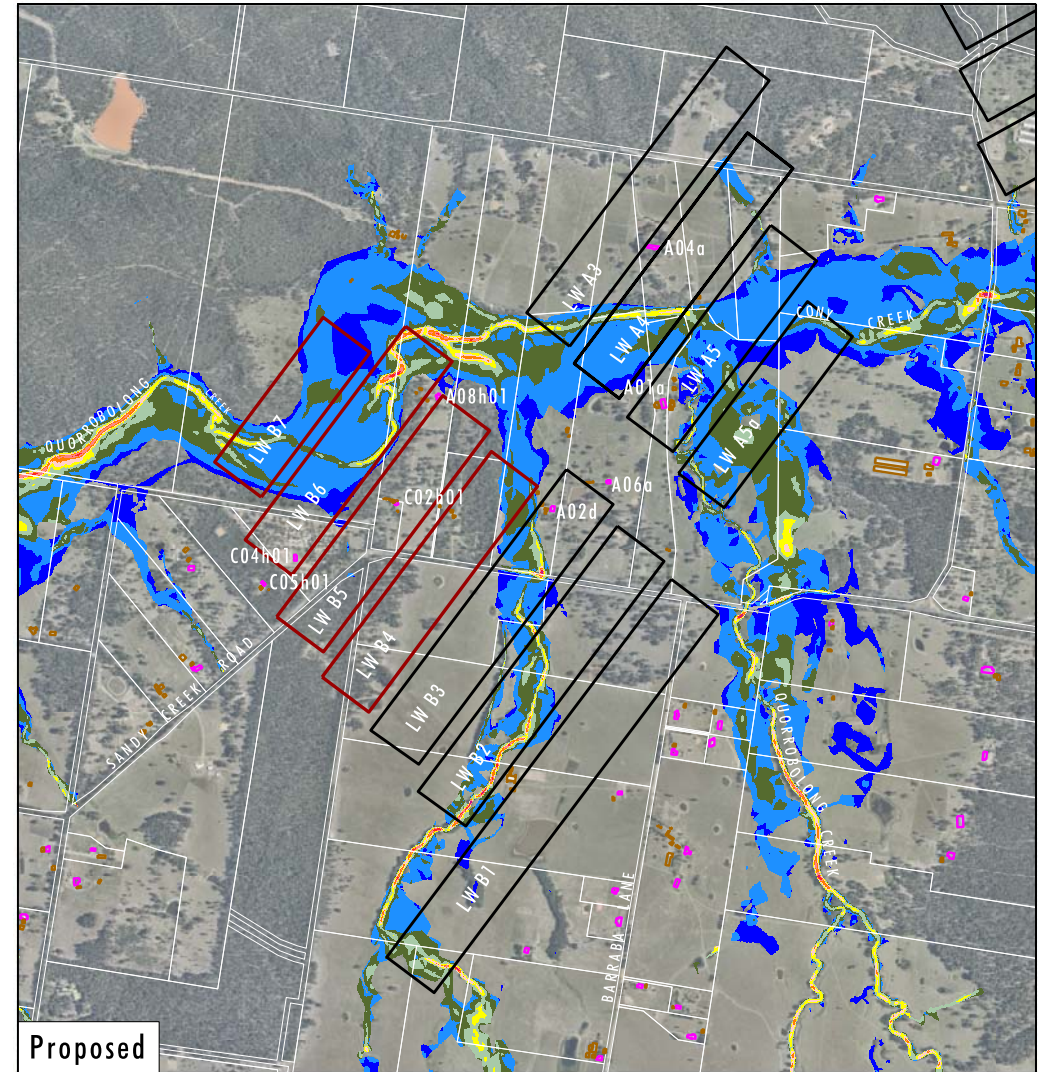 A04a
LW A3
CONY CREEK
LW A4
LW A5
A01a
QUORROBOLONG
CREEK
A08h01
LW B7
LW A5a
A06a
C02h01
A02d
LW B6
C04h01
C05h01
LW B5
LW B4
SANDY CREEK ROAD
LW B3
QUORROBOLONG CREEK
LW B2
LW B1
BARRABA LANE
Proposed